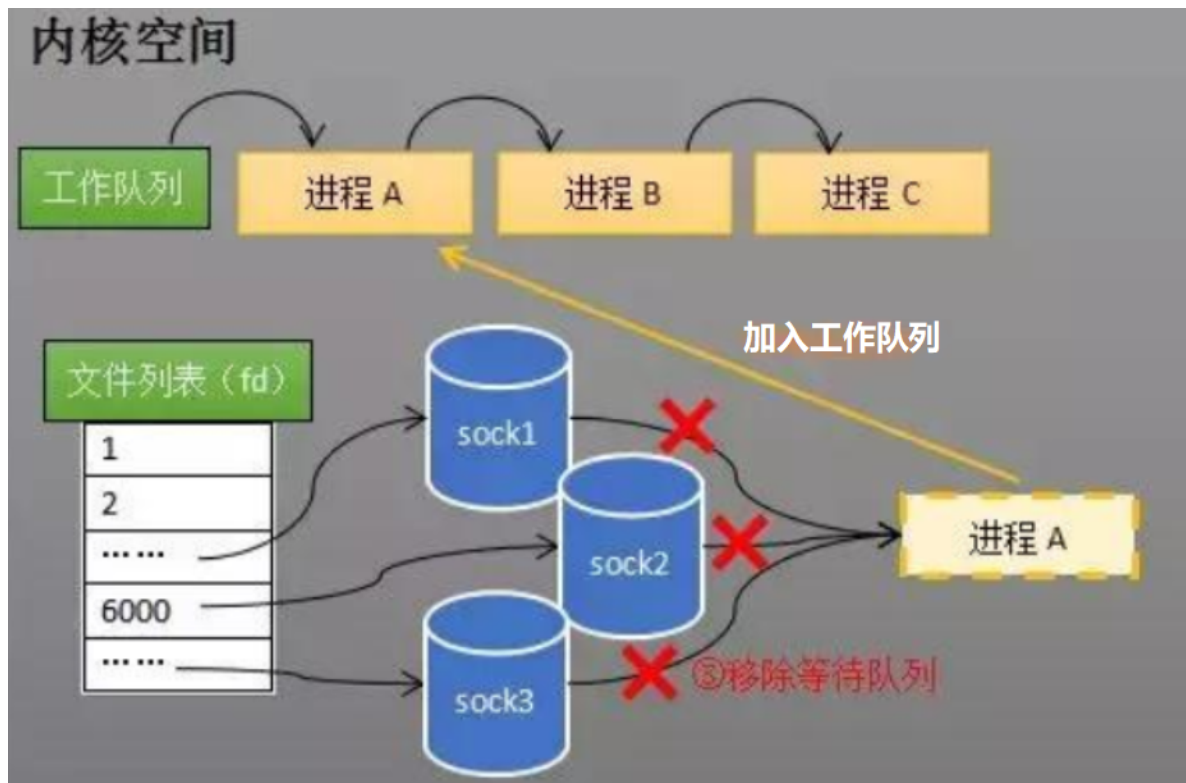 内核空间
工作队列
进程 A
进程 B
进程 C
加入工作队列
文件列表（fd）
1
2
……
6000
……
sock1
sock2
sock3
进程 A
③移除等待队列